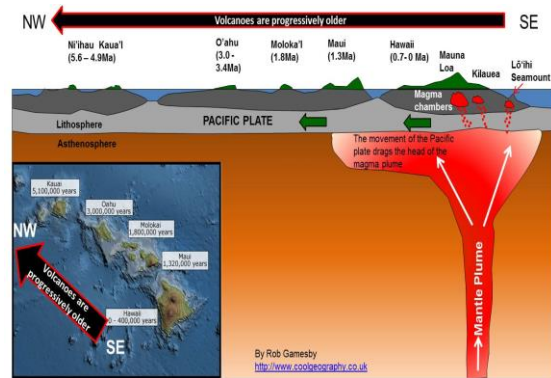 NW
Volcanoes are progressively older
SE
Ni'ihau Kaua'I
(5.6 – 4.9Ma)
O'ahu
(3.0 -
3.4Ma)
Moloka'I
(1.8Ma)
Maui
(1.3Ma)
Hawaii
(0.7- 0 Ma)
Mauna
Loa
Kilauea
Lō'ihi
Seamount
Magma
chambers
Lithosphere
PACIFIC PLATE
Asthenosphere
The movement of the Pacific
plate drags the head of the
magma plume
Mantle Plume
Kauai
5,100,000 years
Oahu
3,000,000 years
Molokai
1,800,000 years
Maui
1,320,000 years
Hawaii
0 - 400,000 years
NW
Volcanoes are
progressively older
SE
By Rob Gamesby
http://www.coolgeography.co.uk